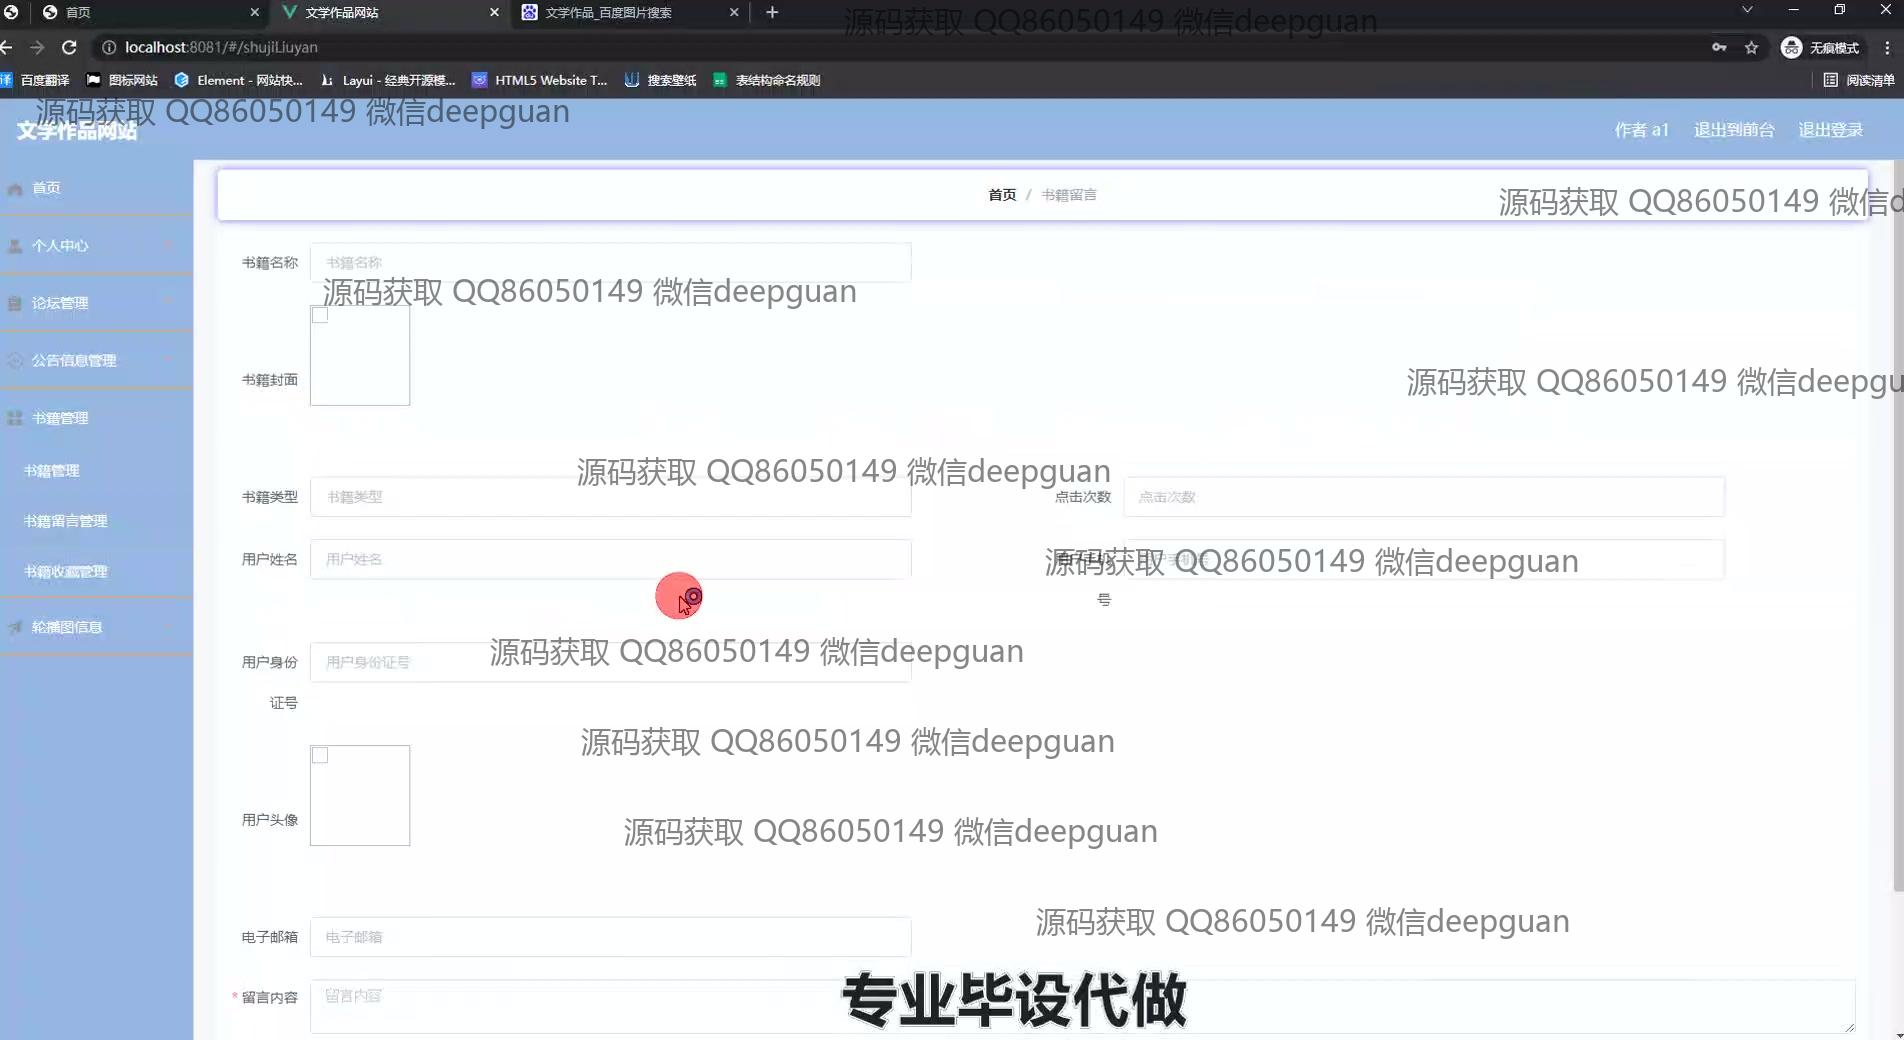 首页
文学作品网站
文学作品_百度图片搜索
源码获取 QQ86050149 微信deepguan
localhost:8081/#/shujiLiuyan
无痕模式
译 百度翻译
图标网站
Element - 网站快...
Layui - 经典开源模...
HTML5 Website T...
搜索壁纸
表结构命名规则
阅读清单
源码获取 QQ86050149 微信deepguan
文学作品网站
作者 a1
退出到前台
退出登录
首页
个人中心
论坛管理
公告信息管理
书籍管理
书籍管理
书籍留言管理
书籍收藏管理
轮播图信息
首页 / 书籍留言
源码获取 QQ86050149 微信d
书籍名称 书籍名称
源码获取 QQ86050149 微信deepguan
书籍封面
源码获取 QQ86050149 微信deepgu
源码获取 QQ86050149 微信deepguan
书籍类型 书籍类型
点击次数 点击次数
用户姓名 用户姓名
源码获取 QQ86050149 微信deepguan
号
源码获取 QQ86050149 微信deepguan
用户身份 用户身份证号
证号
源码获取 QQ86050149 微信deepguan
用户头像
源码获取 QQ86050149 微信deepguan
源码获取 QQ86050149 微信deepguan
电子邮箱 电子邮箱
* 留言内容 留言内容
专业毕设代做